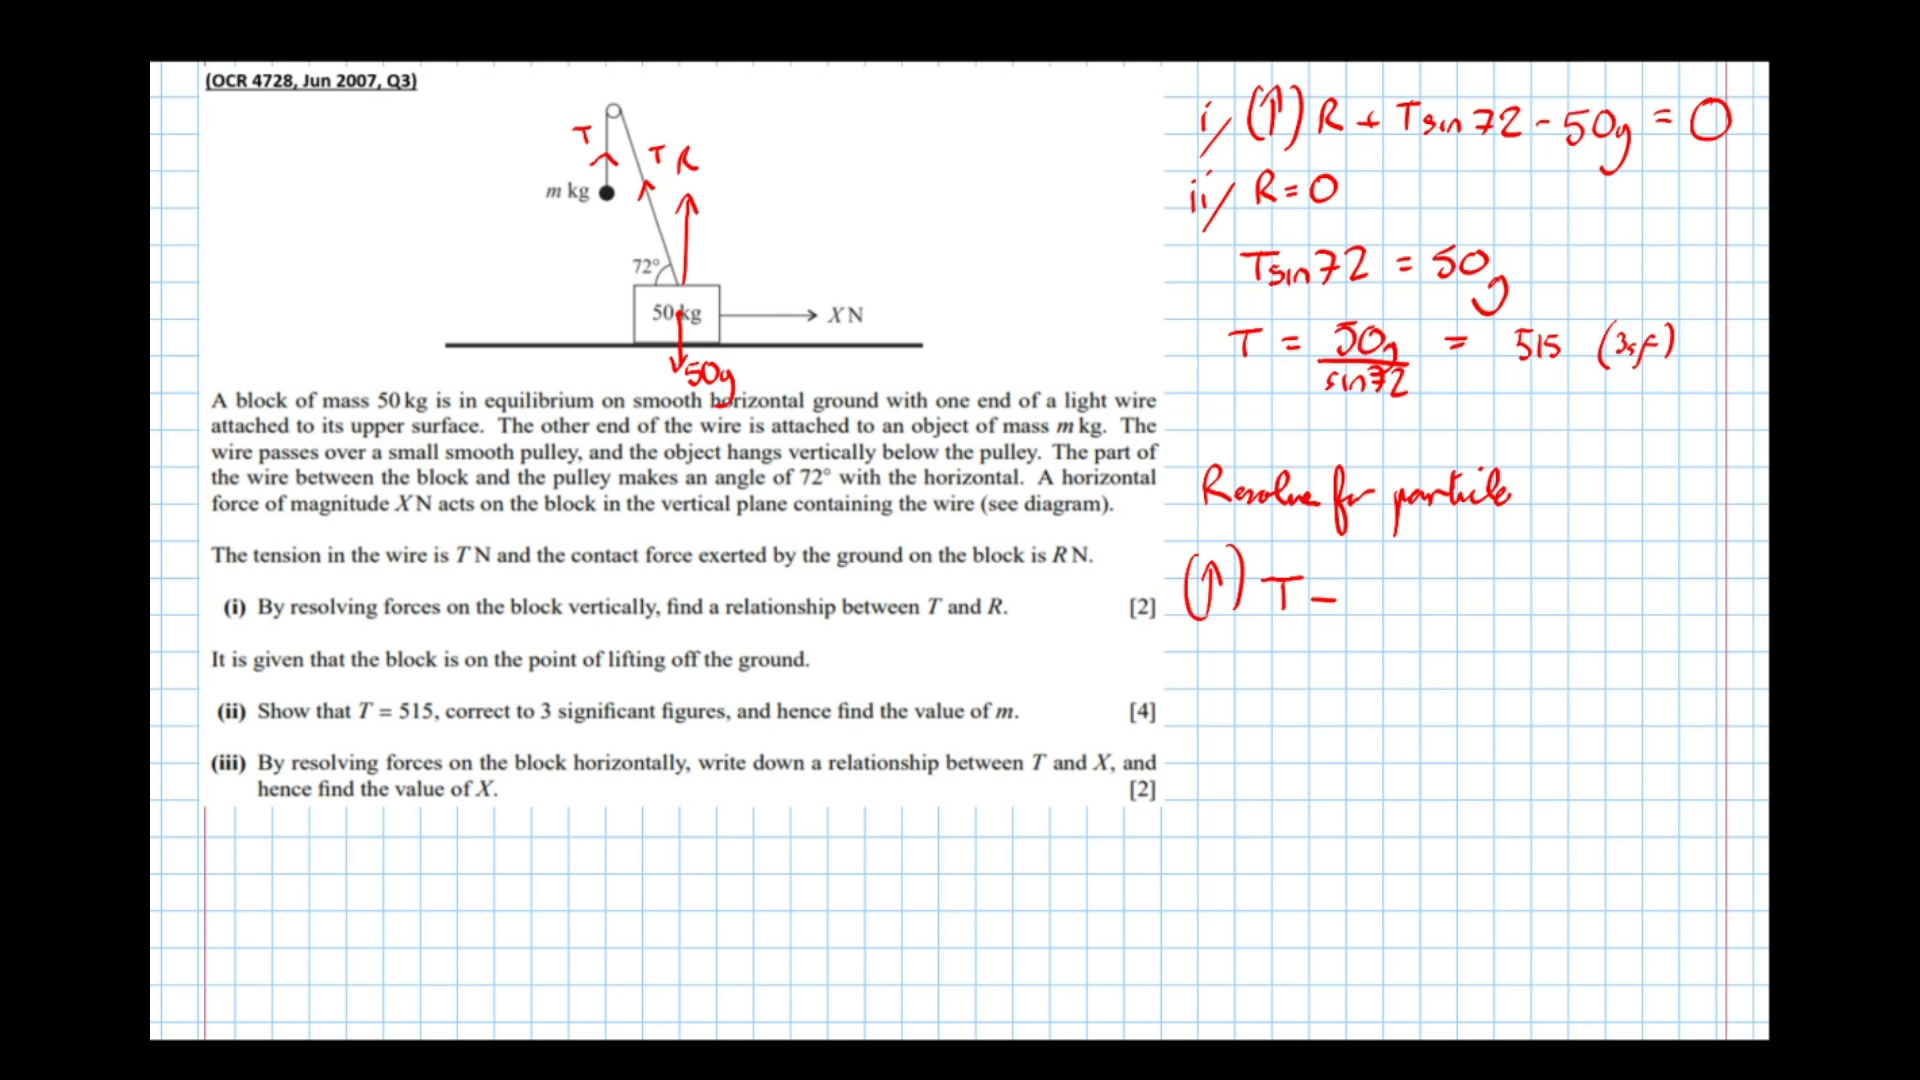 (OCR 4728, Jun 2007, Q3)
T
T R
m kg
72°
50 kg
X N
50g
A block of mass 50 kg is in equilibrium on smooth horizontal ground with one end of a light wire
attached to its upper surface. The other end of the wire is attached to an object of mass m kg. The
wire passes over a small smooth pulley, and the object hangs vertically below the pulley. The part of
the wire between the block and the pulley makes an angle of 72° with the horizontal. A horizontal
force of magnitude X N acts on the block in the vertical plane containing the wire (see diagram).
The tension in the wire is T N and the contact force exerted by the ground on the block is R N.
(i) By resolving forces on the block vertically, find a relationship between T and R. [2]
It is given that the block is on the point of lifting off the ground.
(ii) Show that T = 515, correct to 3 significant figures, and hence find the value of m. [4]
(iii) By resolving forces on the block horizontally, write down a relationship between T and X, and
hence find the value of X. [2]
i/ (↑) R + T sin 72 - 50g = 0
ii/ R = 0
T sin 72 = 50g
T = 50g/sin 72 = 515 (3sf)
Resolve for particle
(↑) T -